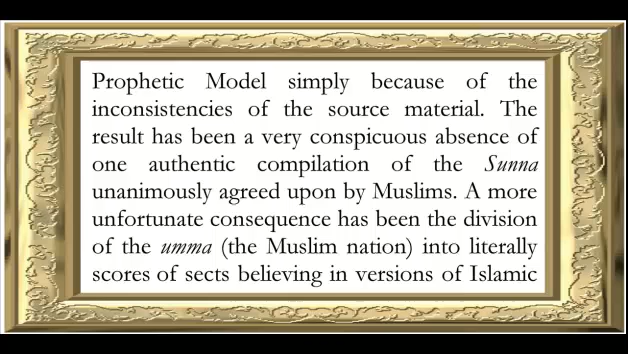 Prophetic Model simply because of the
inconsistencies of the source material. The
result has been a very conspicuous absence of
one authentic compilation of the Sunna
unanimously agreed upon by Muslims. A more
unfortunate consequence has been the division
of the umma (the Muslim nation) into literally
scores of sects believing in versions of Islamic